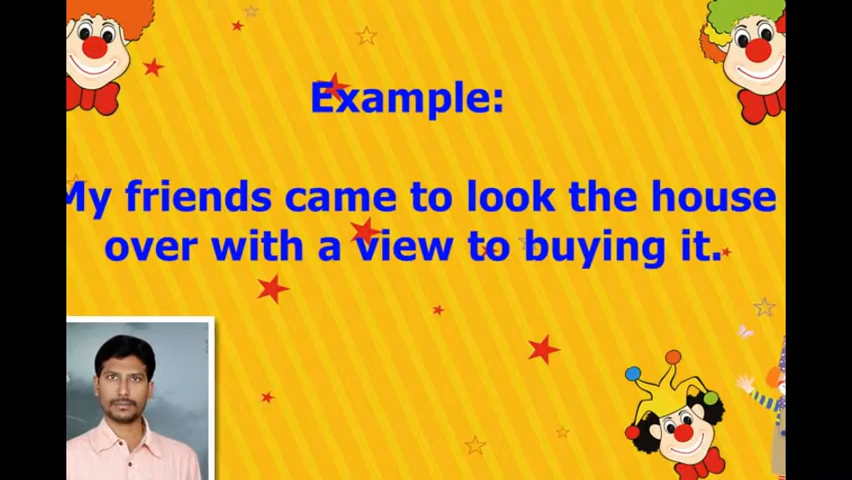 Example:
My friends came to look the house
over with a view to buying it.